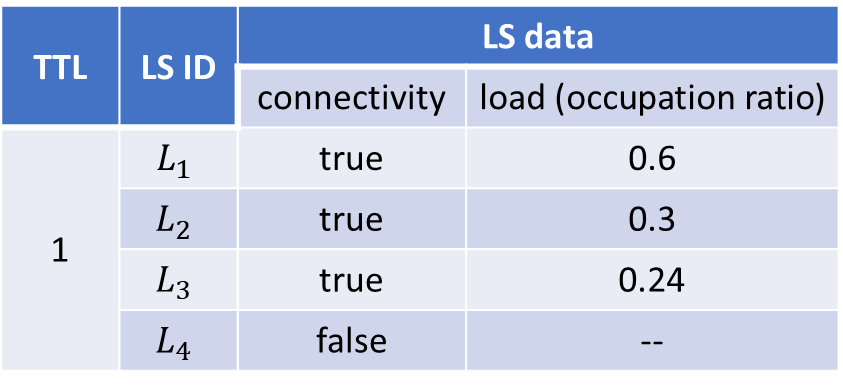 TTL LS ID LS data
connectivity load (occupation ratio)
1
L₁ true 0.6
L₂ true 0.3
L₃ true 0.24
L₄ false --